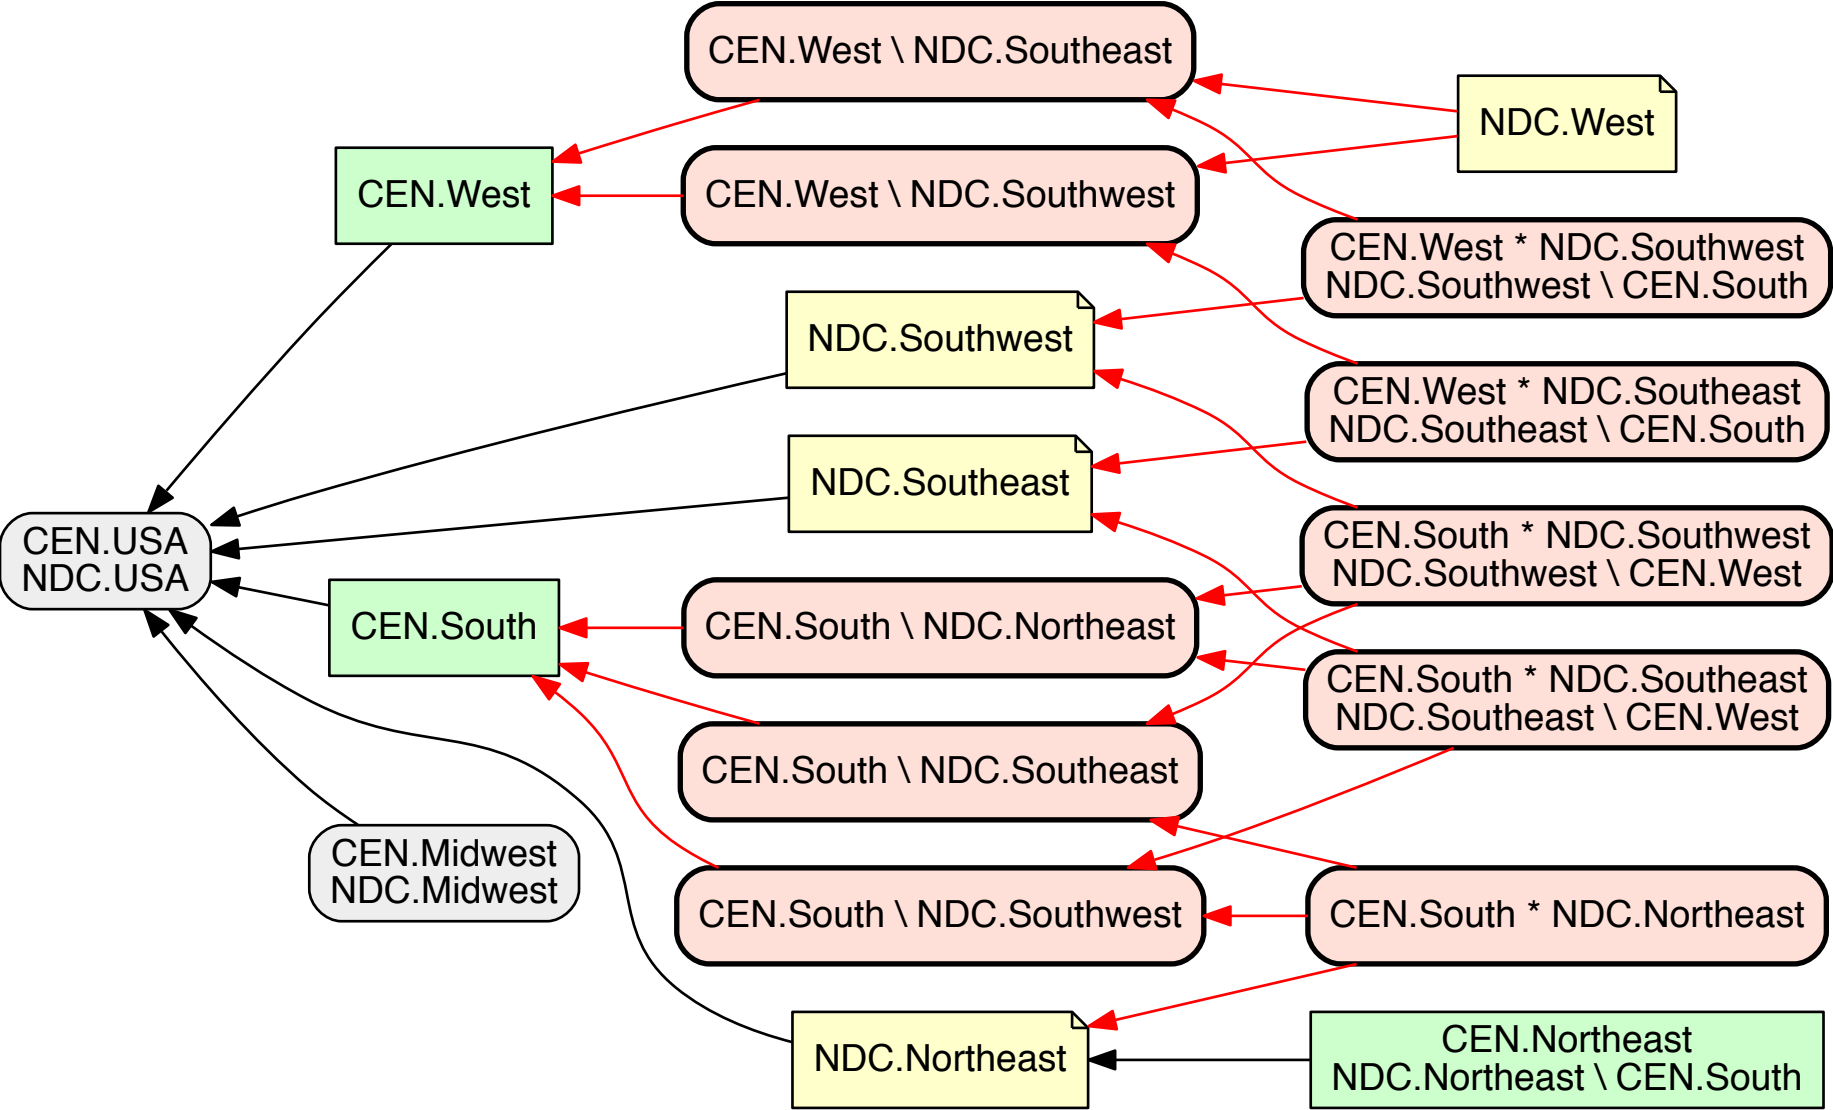 CEN.West \ NDC.Southeast
NDC.West
CEN.West
CEN.West \ NDC.Southwest
CEN.West * NDC.Southwest
NDC.Southwest \ CEN.South
NDC.Southwest
CEN.West * NDC.Southeast
NDC.Southeast \ CEN.South
NDC.Southeast
CEN.USA
NDC.USA
CEN.South * NDC.Southwest
NDC.Southwest \ CEN.West
CEN.South
CEN.South \ NDC.Northeast
CEN.South * NDC.Southeast
NDC.Southeast \ CEN.West
CEN.South \ NDC.Southeast
CEN.Midwest
NDC.Midwest
CEN.South \ NDC.Southwest
CEN.South * NDC.Northeast
NDC.Northeast
CEN.Northeast
NDC.Northeast \ CEN.South